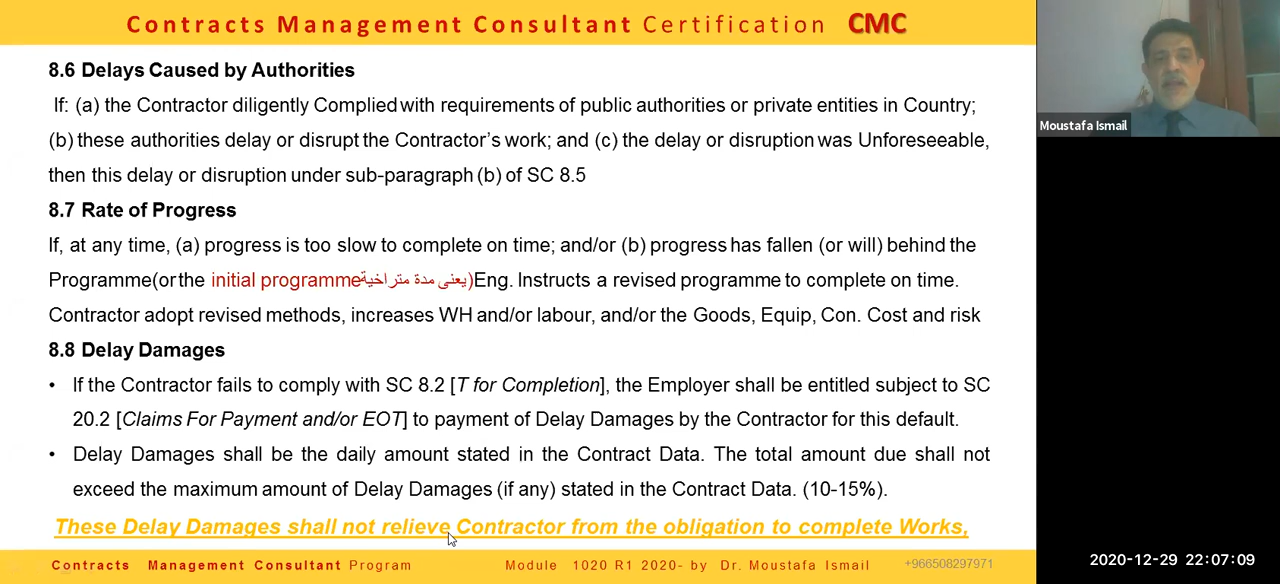 Contracts Management Consultant Certification CMC
8.6 Delays Caused by Authorities
If: (a) the Contractor diligently Complied with requirements of public authorities or private entities in Country;
(b) these authorities delay or disrupt the Contractor's work; and (c) the delay or disruption was Unforeseeable,
then this delay or disruption under sub-paragraph (b) of SC 8.5
8.7 Rate of Progress
If, at any time, (a) progress is too slow to complete on time; and/or (b) progress has fallen (or will) behind the
Programme(or the initial programmeيعنى مدة متراخية)Eng. Instructs a revised programme to complete on time.
Contractor adopt revised methods, increases WH and/or labour, and/or the Goods, Equip, Con. Cost and risk
8.8 Delay Damages
• If the Contractor fails to comply with SC 8.2 [T for Completion], the Employer shall be entitled subject to SC
20.2 [Claims For Payment and/or EOT] to payment of Delay Damages by the Contractor for this default.
• Delay Damages shall be the daily amount stated in the Contract Data. The total amount due shall not
exceed the maximum amount of Delay Damages (if any) stated in the Contract Data. (10-15%).
These Delay Damages shall not relieve Contractor from the obligation to complete Works,
Contracts Management Consultant Program
Module 1020 R1 2020- by Dr. Moustafa Ismail
+966508297971
Moustafa Ismail
2020-12-29 22:07:09